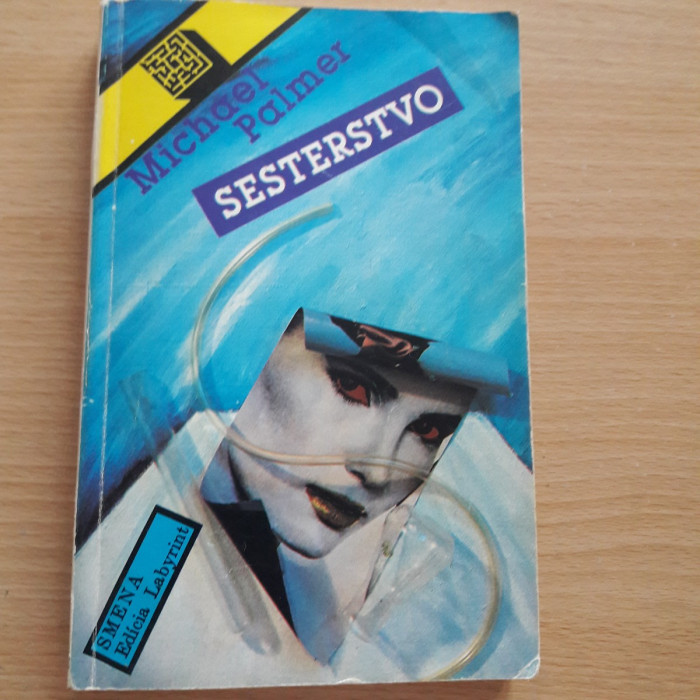 Michael
Palmer
SESTERSTVO
SMENA
Edícia Labyrint